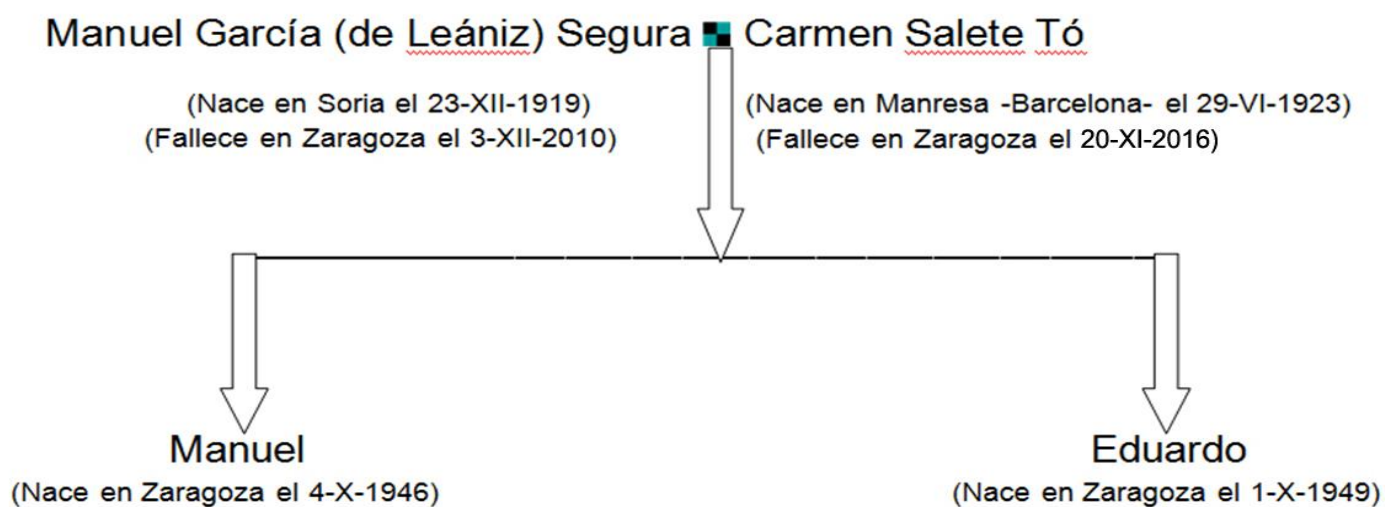 Manuel García (de Leániz) Segura Carmen Salete Tó
(Nace en Soria el 23-XII-1919) (Nace en Manresa -Barcelona- el 29-VI-1923)
(Fallece en Zaragoza el 3-XII-2010) (Fallece en Zaragoza el 20-XI-2016)
Manuel Eduardo
(Nace en Zaragoza el 4-X-1946) (Nace en Zaragoza el 1-X-1949)